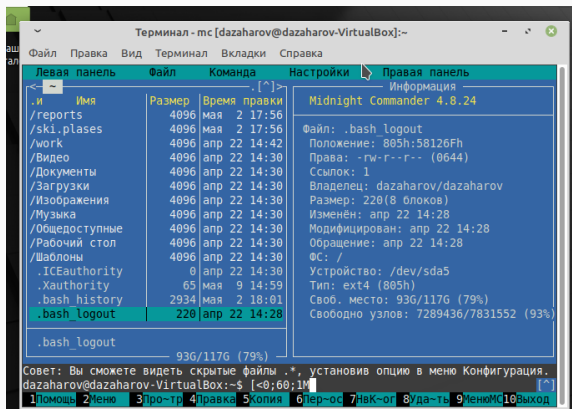 Терминал - mc [dazaharov@dazaharov-VirtualBox]:~
Файл Правка Вид Терминал Вкладки Справка
Левая панель Файл Команда Настройки Правая панель
<— ~ .[^]>
.и Имя Размер Время правки
/reports 4096 мая 2 17:56
/ski.plases 4096 мая 2 17:56
/work 4096 апр 22 14:42
/Видео 4096 апр 22 14:30
/Документы 4096 апр 22 14:30
/Загрузки 4096 апр 22 14:30
/Изображения 4096 апр 22 14:30
/Музыка 4096 апр 22 14:30
/Общедоступные 4096 апр 22 14:30
/Рабочий стол 4096 апр 22 14:30
/Шаблоны 4096 апр 22 14:30
.ICEauthority 0 апр 22 14:30
.Xauthority 65 мая 9 14:59
.bash_history 2934 мая 2 18:01
.bash_logout 220 апр 22 14:28
.bash_logout
93G/117G (79%)
Информация
Midnight Commander 4.8.24
Файл: .bash_logout
Положение: 805h:58126Fh
Права: -rw-r--r-- (0644)
Ссылок: 1
Владелец: dazaharov/dazaharov
Размер: 220(8 блоков)
Изменён: апр 22 14:28
Модифицирован: апр 22 14:28
Обращение: апр 22 14:28
ФС: /
Устройство: /dev/sda5
Тип: ext4 (805h)
Своб. место: 93G/117G (79%)
Свободно узлов: 7289436/7831552 (93%)
Совет: Вы сможете видеть скрытые файлы .*, установив опцию в меню Конфигурация.
dazaharov@dazaharov-VirtualBox:~$ [<0;60;1M [^]
1Помощь 2Меню 3Про~тр 4Правка 5Копия 6Пер~ос 7НвК~ог 8Уда~ть 9МенюMC 10Выход